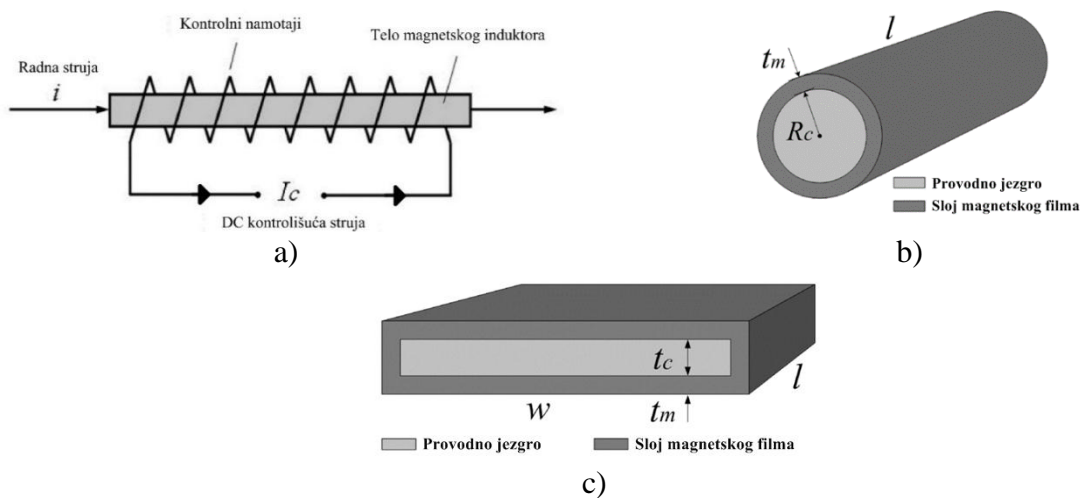 Kontrolni namotaji
Telo magnetskog induktora
Radna struja
i
Ic
DC kontrolišuća struja
a)
l
tm
Rc
Provodno jezgro
Sloj magnetskog filma
b)
tc
l
w
tm
Provodno jezgro
Sloj magnetskog filma
c)